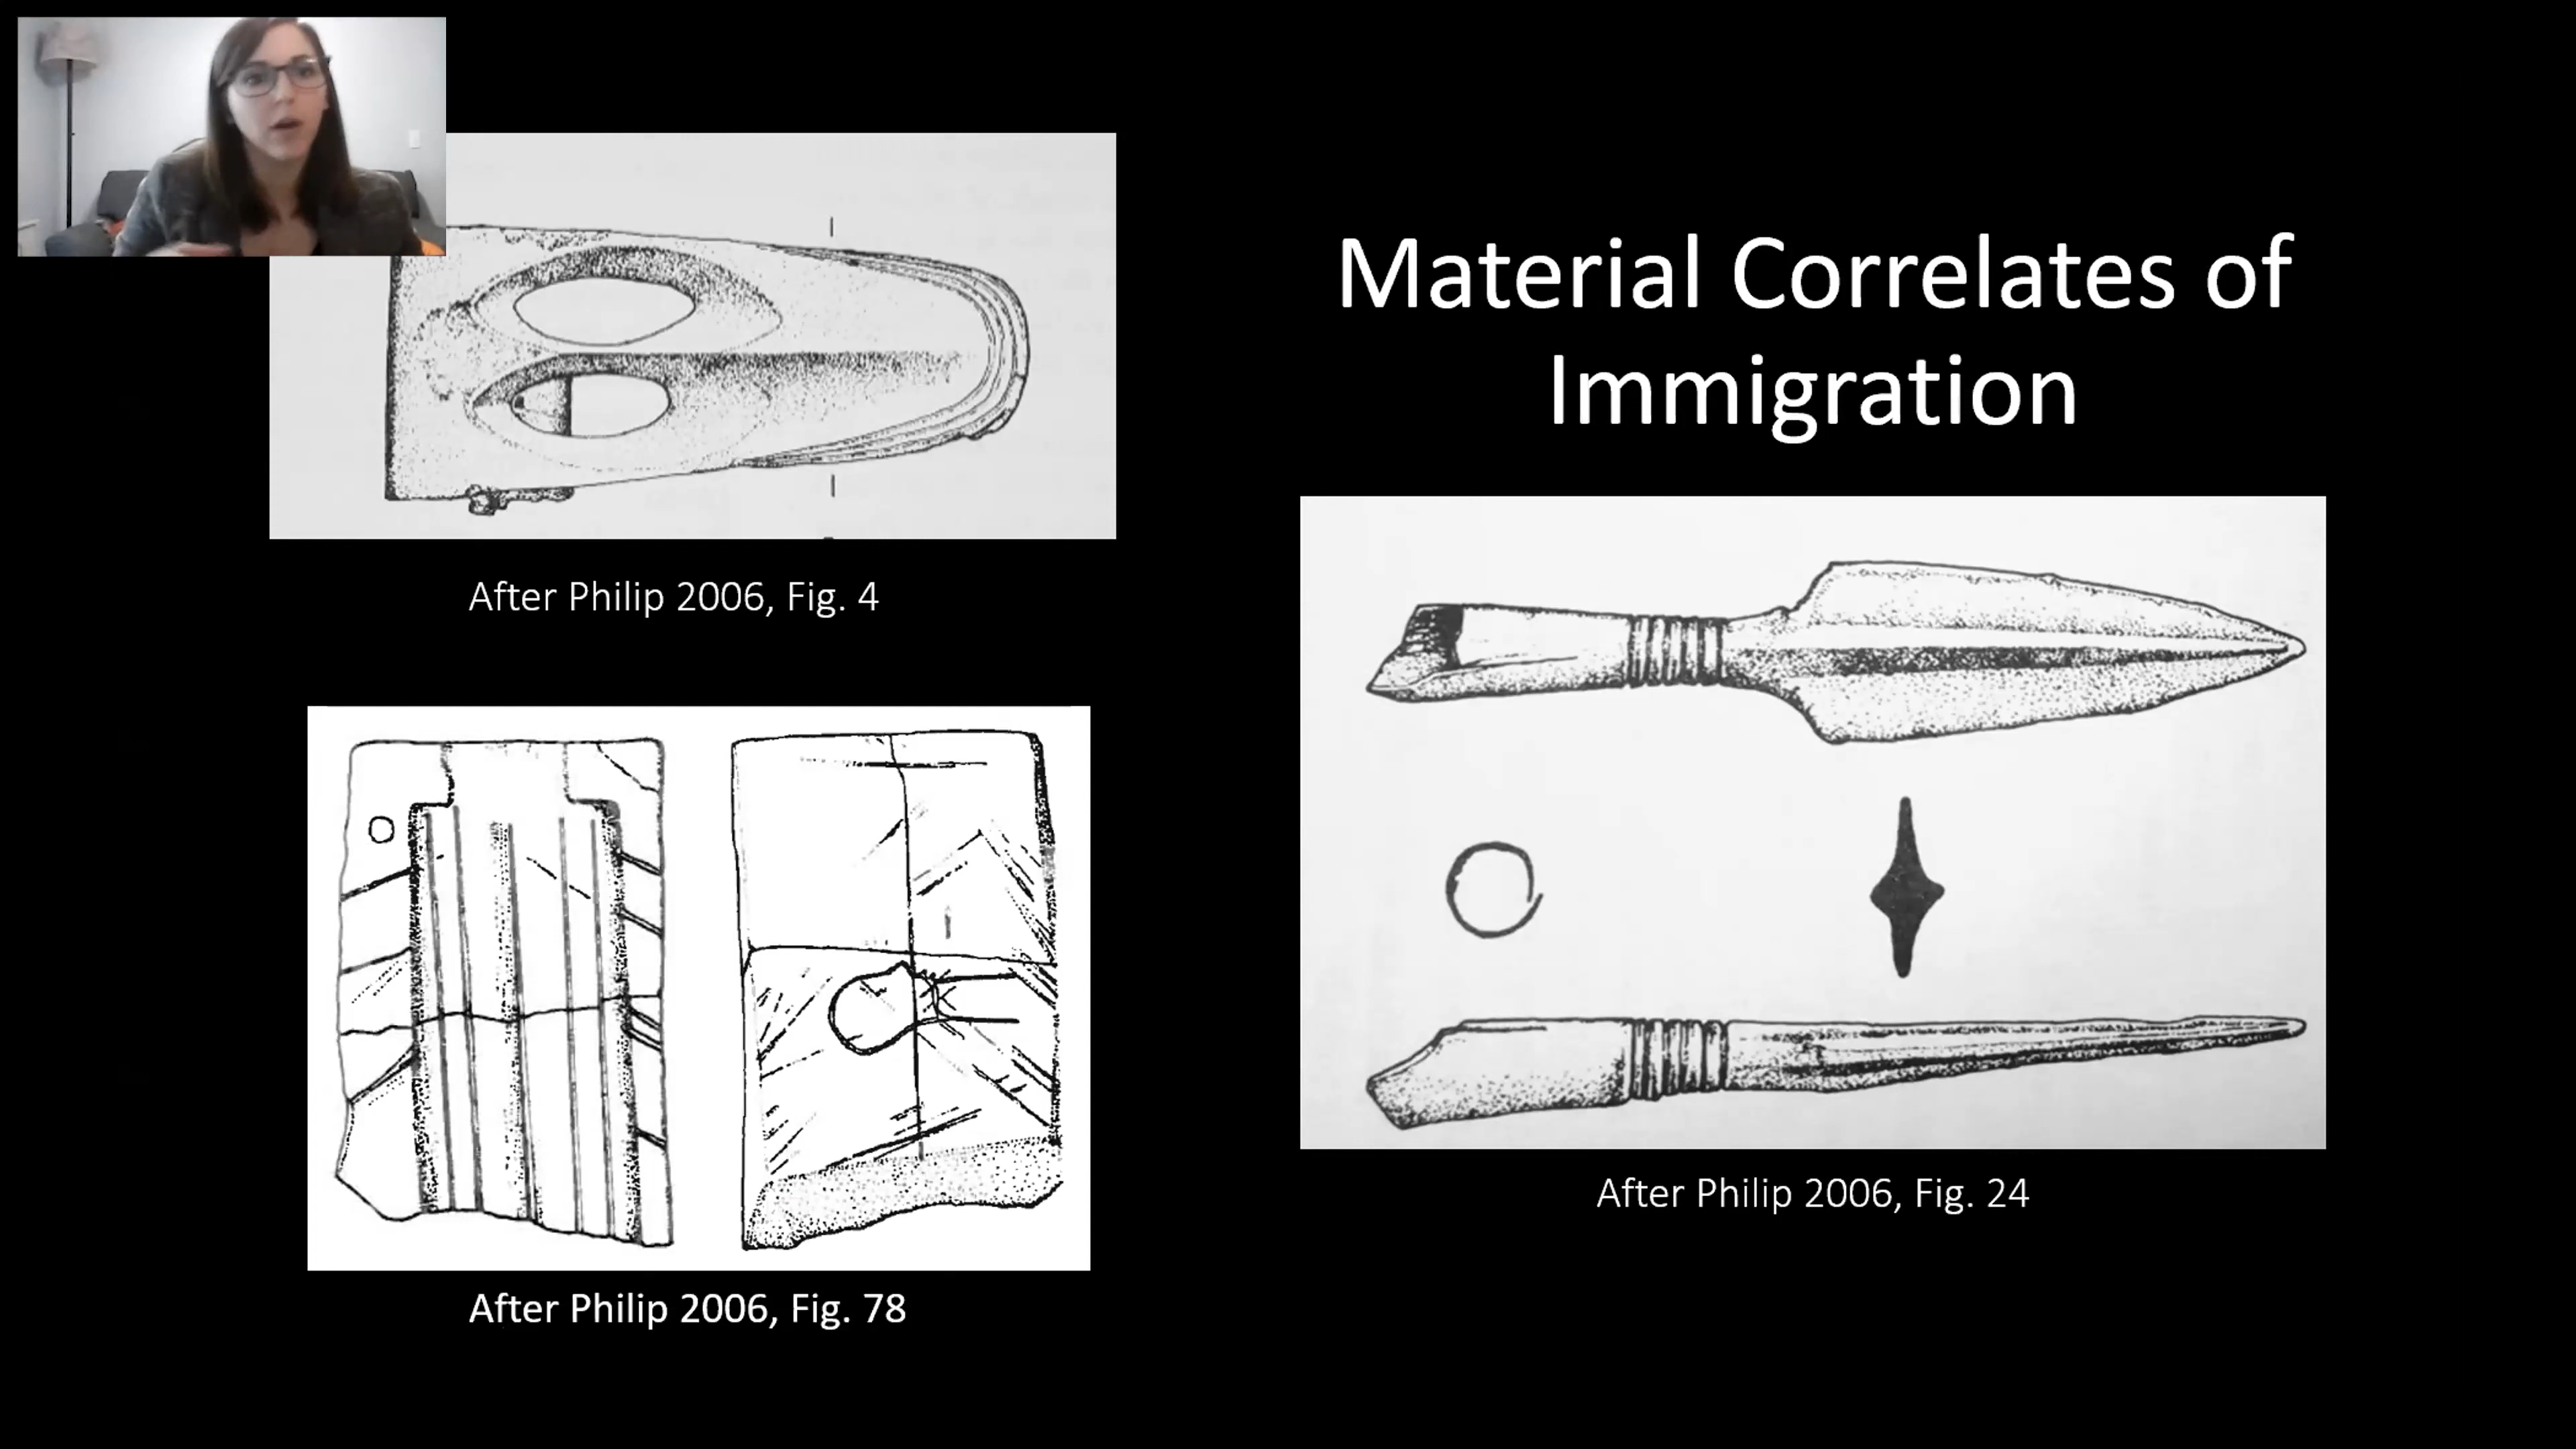 Material Correlates of
Immigration
After Philip 2006, Fig. 4
After Philip 2006, Fig. 24
After Philip 2006, Fig. 78